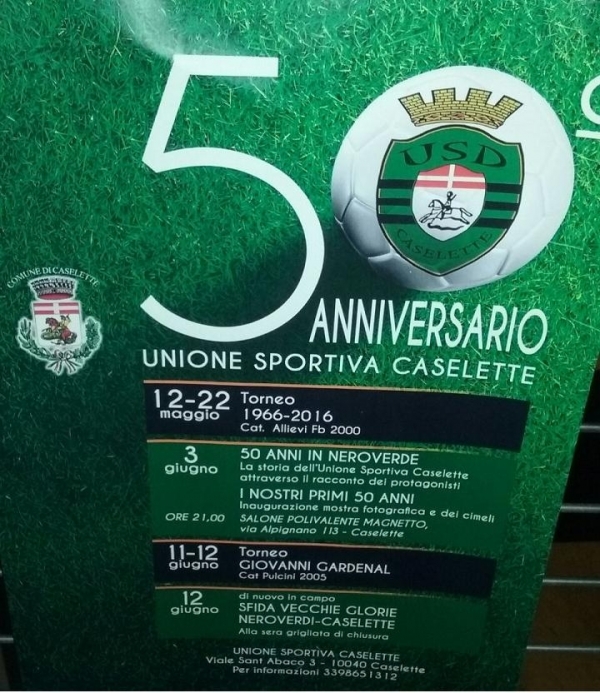 50
USD
CASELETTE
COMUNE DI CASELETTE
ANNIVERSARIO
UNIONE SPORTIVA CASELETTE
12-22 maggio
Torneo
1966-2016
Cat. Allievi Fb 2000
3 giugno
50 ANNI IN NEROVERDE
La storia dell'Unione Sportiva Caselette
attraverso il racconto dei protagonisti
I NOSTRI PRIMI 50 ANNI
Inaugurazione mostra fotografica e dei cimeli
ORE 21,00 SALONE POLIVALENTE MAGNETTO,
via Alpignano 113 - Caselette
11-12 giugno
Torneo
GIOVANNI GARDENAL
Cat Pulcini 2005
12 giugno
di nuovo in campo
SFIDA VECCHIE GLORIE
NEROVERDI-CASELETTE
Alla sera grigliata di chiusura
UNIONE SPORTIVA CASELETTE
Viale Sant Abaco 3 - 10040 Caselette
Per informazioni 3398651312